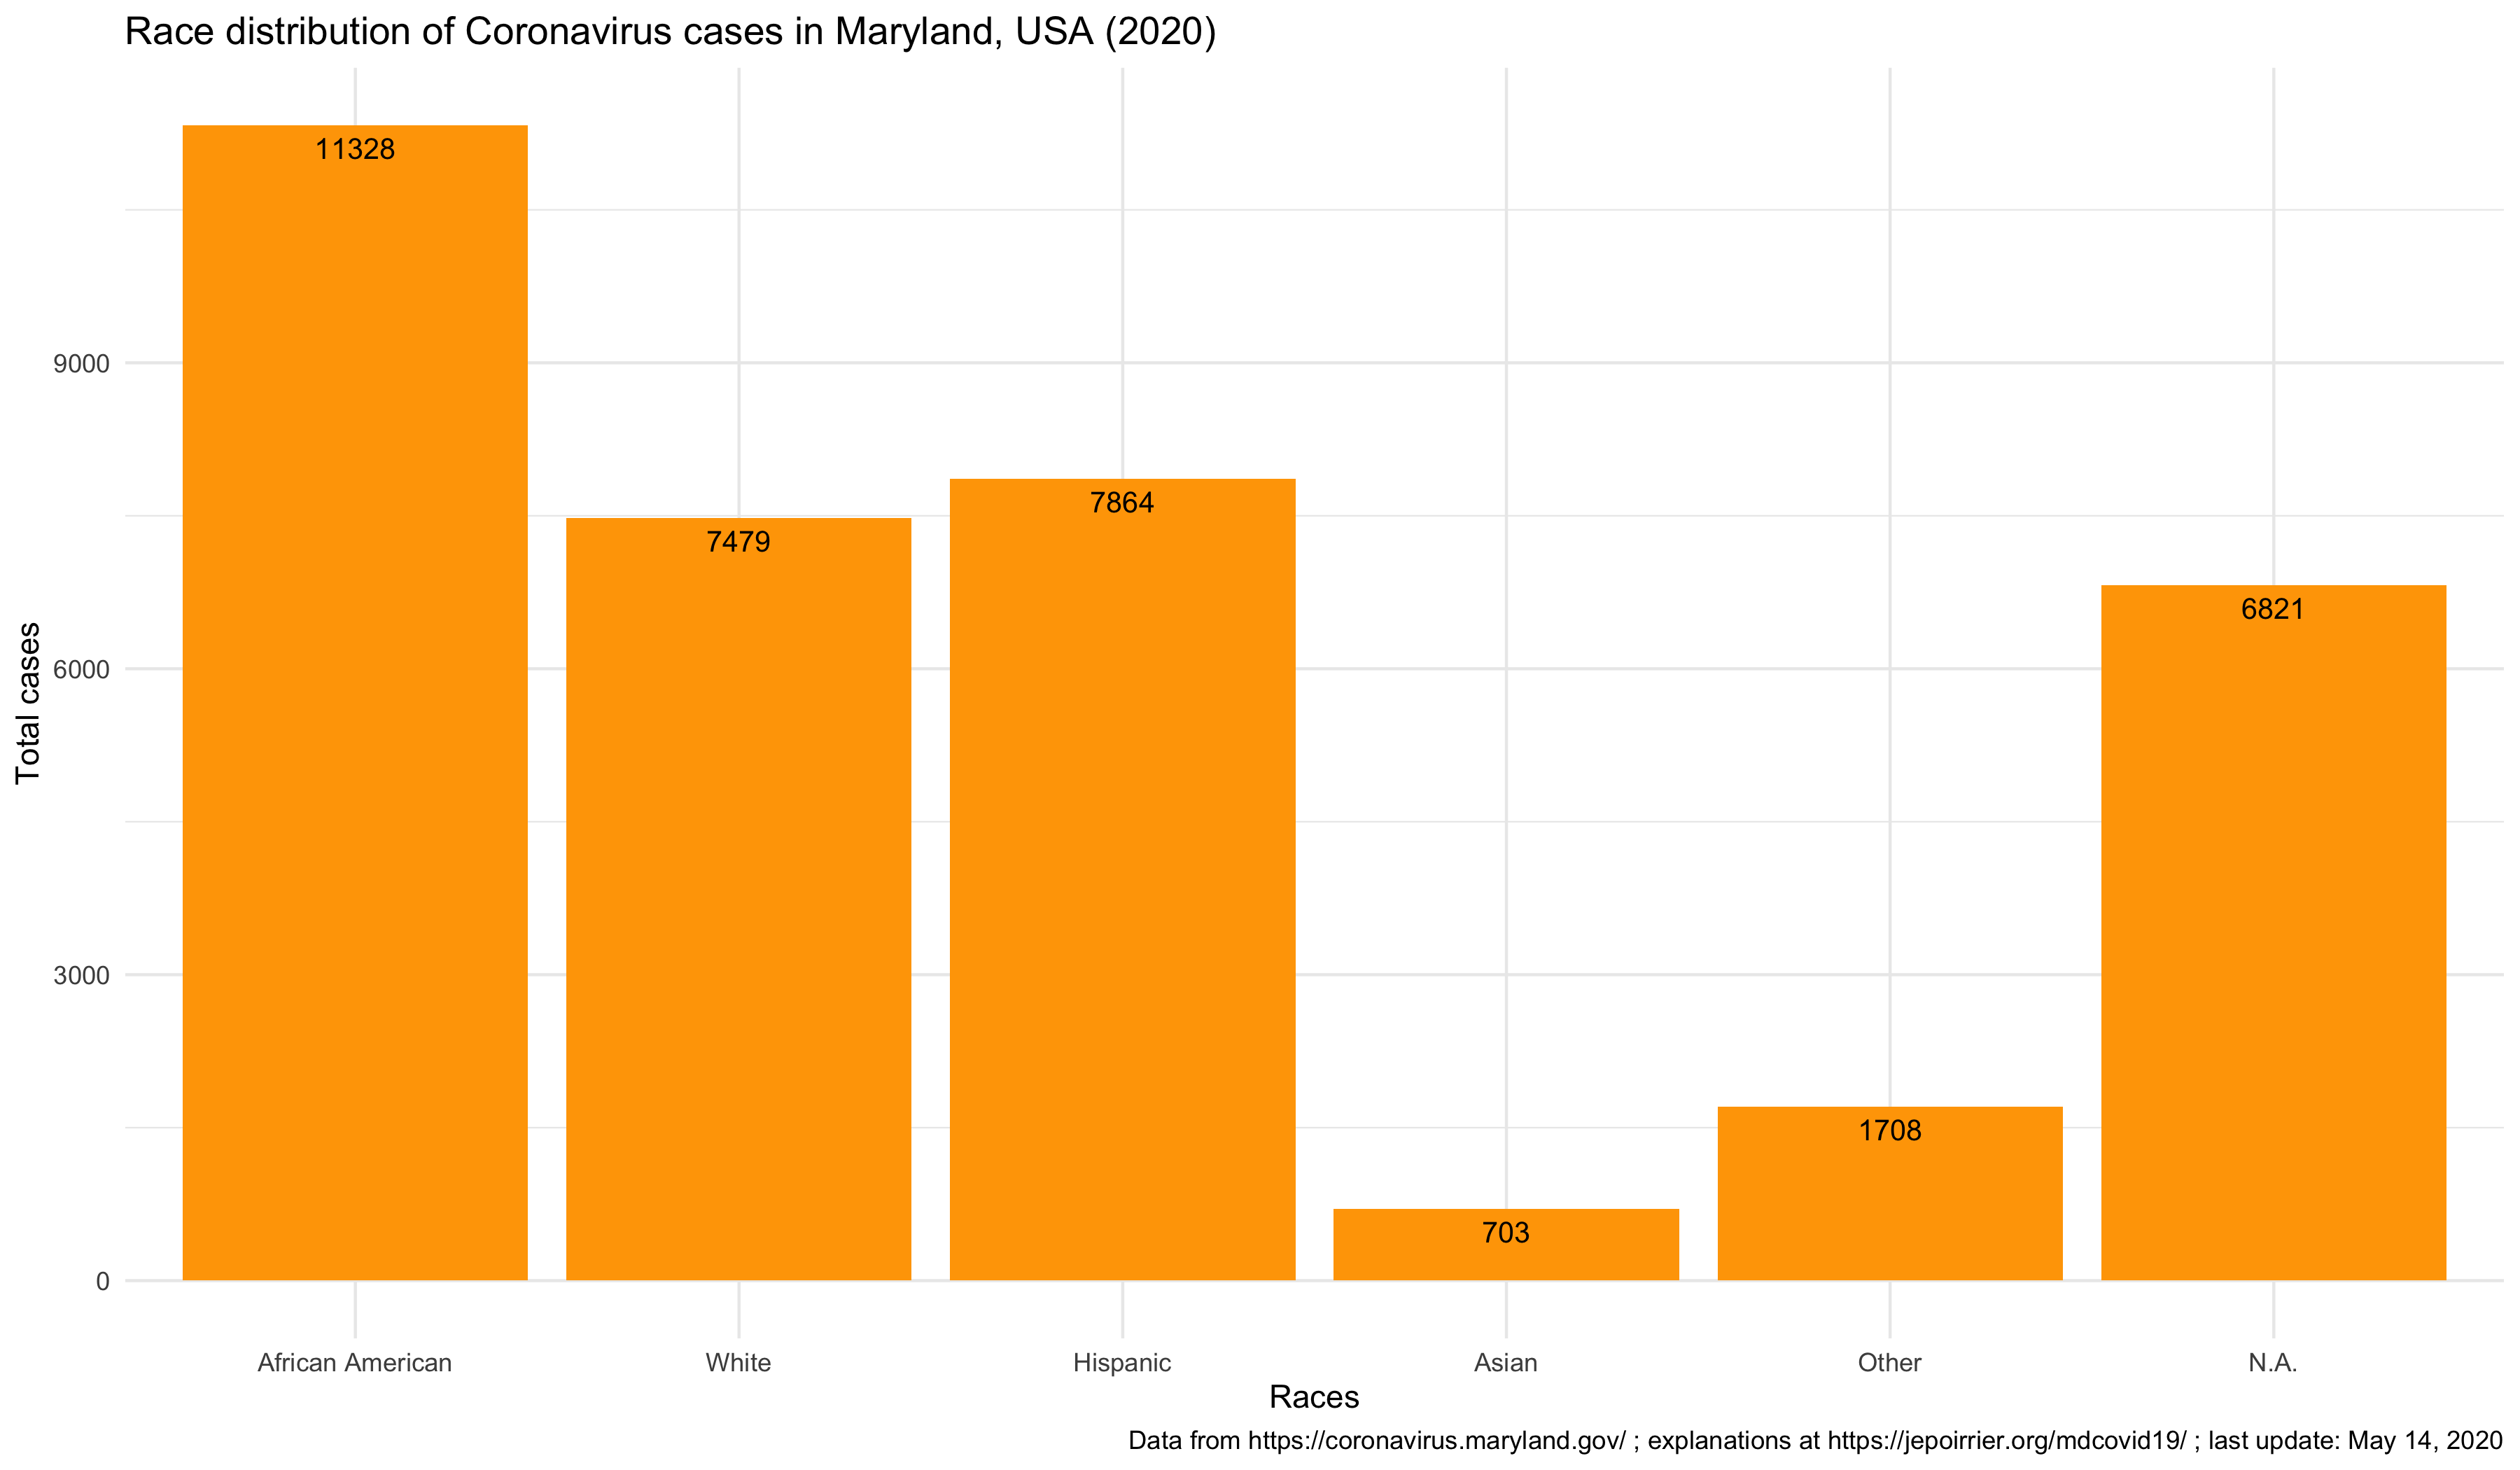 Race distribution of Coronavirus cases in Maryland, USA (2020)
11328
7479
7864
703
1708
6821
Total cases
9000
6000
3000
0
African American
White
Hispanic
Asian
Other
N.A.
Races
Data from https://coronavirus.maryland.gov/ ; explanations at https://jepoirrier.org/mdcovid19/ ; last update: May 14, 2020